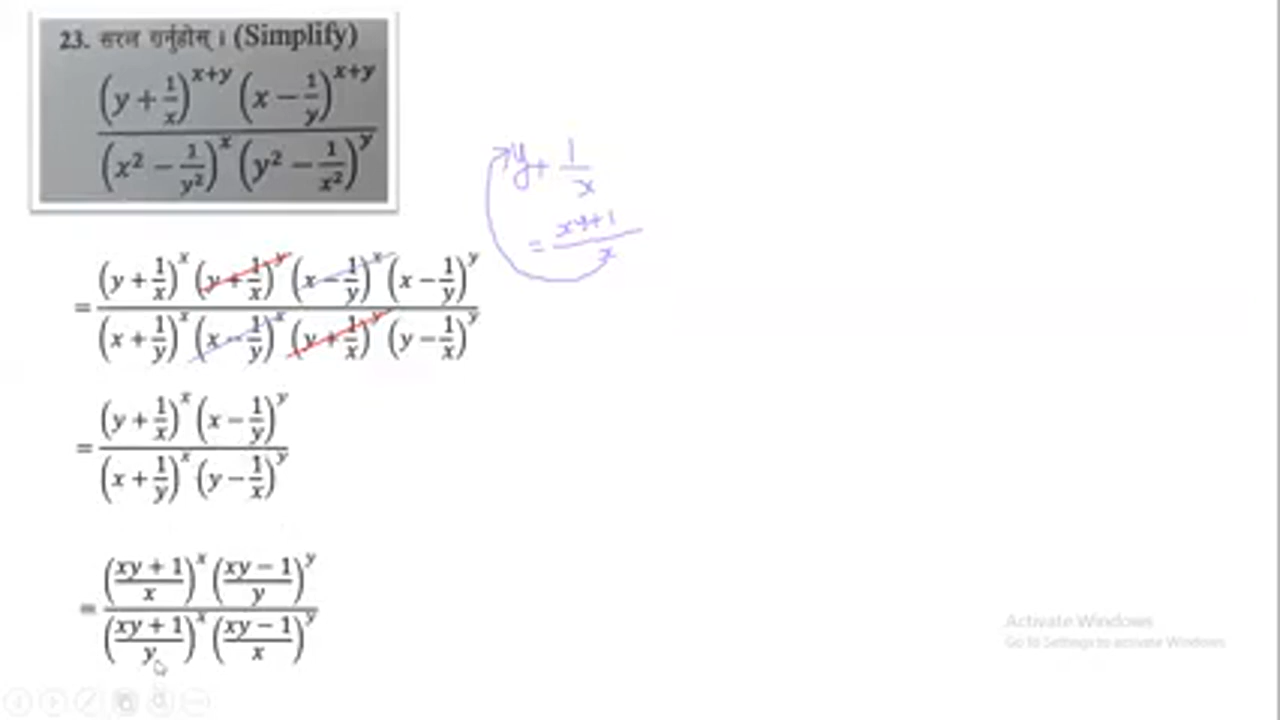 23. सरल गर्नुहोस् । (Simplify)
(y + 1/x)^(x+y) (x − 1/y)^(x+y)
(x² − 1/y²)^x (y² − 1/x²)^y
y + 1/x
= xy+1/x
= (y + 1/x)^x (y + 1/x)^y (x − 1/y)^x (x − 1/y)^y
(x + 1/y)^x (x − 1/y)^x (y + 1/x)^y (y − 1/x)^y
= (y + 1/x)^x (x − 1/y)^y
(x + 1/y)^x (y − 1/x)^y
= (xy + 1/x)^x (xy − 1/y)^y
(xy + 1/y)^x (xy − 1/x)^y
Activate Windows
Go to Settings to activate Windows.